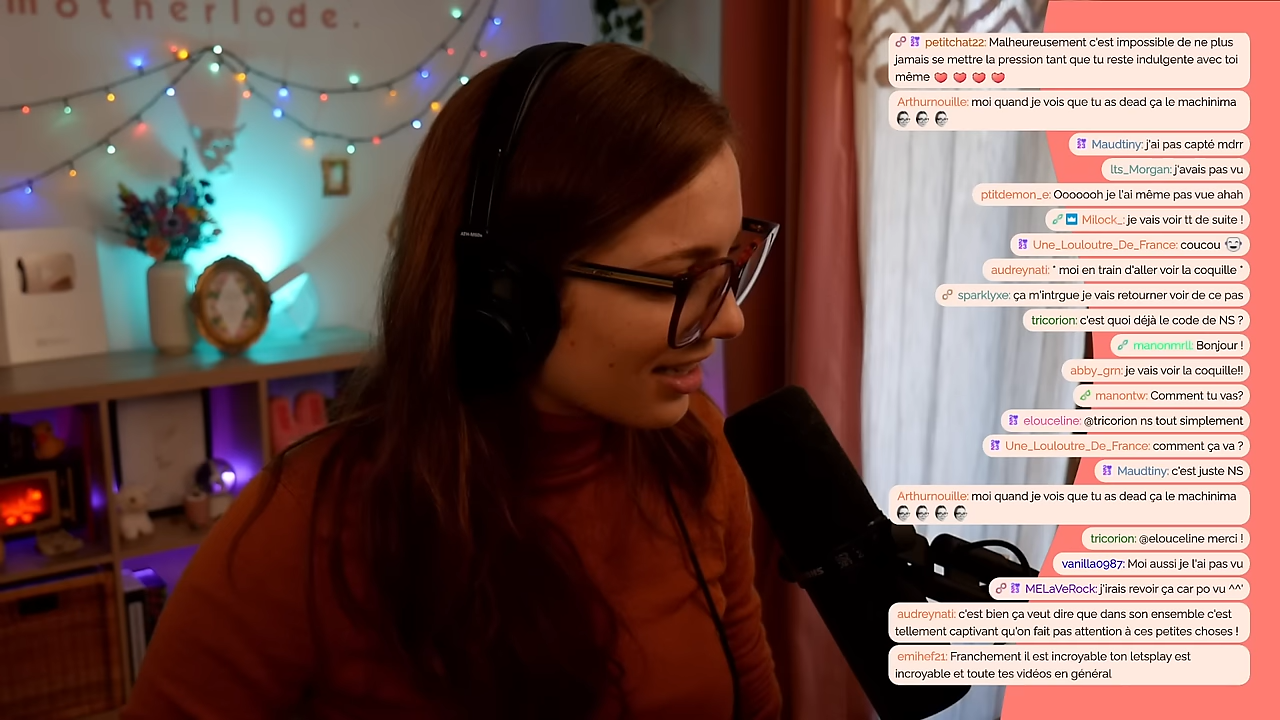 motherlode.
petitchat22: Malheureusement c'est impossible de ne plus
jamais se mettre la pression tant que tu reste indulgente avec toi
même
Arthurnouille: moi quand je vois que tu as dead ça le machinima
Maudtiny: j'ai pas capté mdrr
lts_Morgan: j'avais pas vu
ptitdemon_e: Ooooooh je l'ai même pas vue ahah
Milock_: je vais voir tt de suite !
Une_Louloutre_De_France: coucou
audreynati: * moi en train d'aller voir la coquille *
sparklyxe: ça m'intrgue je vais retourner voir de ce pas
tricorion: c'est quoi déjà le code de NS ?
manonmrll: Bonjour !
abby_grn: je vais voir la coquille!!
manontw: Comment tu vas?
elouceline: @tricorion ns tout simplement
Une_Louloutre_De_France: comment ça va ?
Maudtiny: c'est juste NS
Arthurnouille: moi quand je vois que tu as dead ça le machinima
tricorion: @elouceline merci !
vanilla0987: Moi aussi je t'ai pas vu
MELaVeRock: j'irais revoir ça car po vu ^^'
audreynati: c'est bien ça veut dire que dans son ensemble c'est
tellement captivant qu'on fait pas attention à ces petites choses !
emihef21: Franchement il est incroyable ton letsplay est
incroyable et toute tes vidéos en général